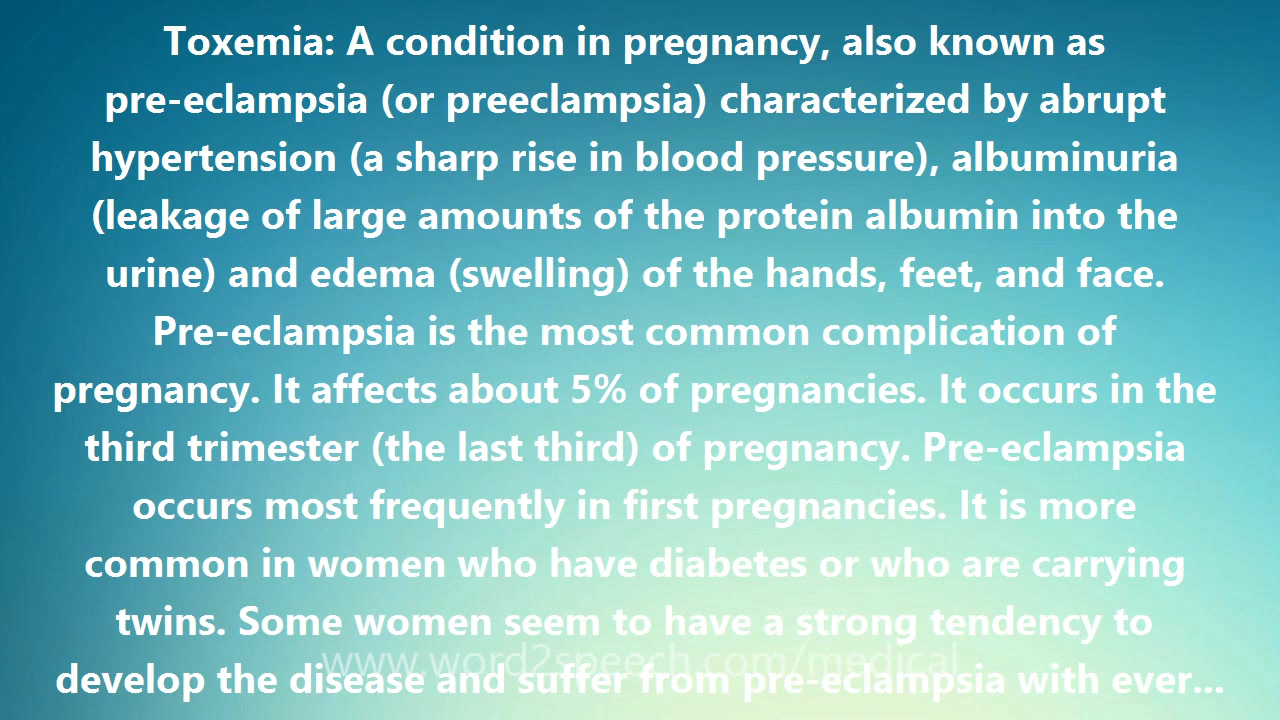 Toxemia: A condition in pregnancy, also known as
pre-eclampsia (or preeclampsia) characterized by abrupt
hypertension (a sharp rise in blood pressure), albuminuria
(leakage of large amounts of the protein albumin into the
urine) and edema (swelling) of the hands, feet, and face.
Pre-eclampsia is the most common complication of
pregnancy. It affects about 5% of pregnancies. It occurs in the
third trimester (the last third) of pregnancy. Pre-eclampsia
occurs most frequently in first pregnancies. It is more
common in women who have diabetes or who are carrying
twins. Some women seem to have a strong tendency to
www.word2speech.com/medical
develop the disease and suffer from pre-eclampsia with ever...